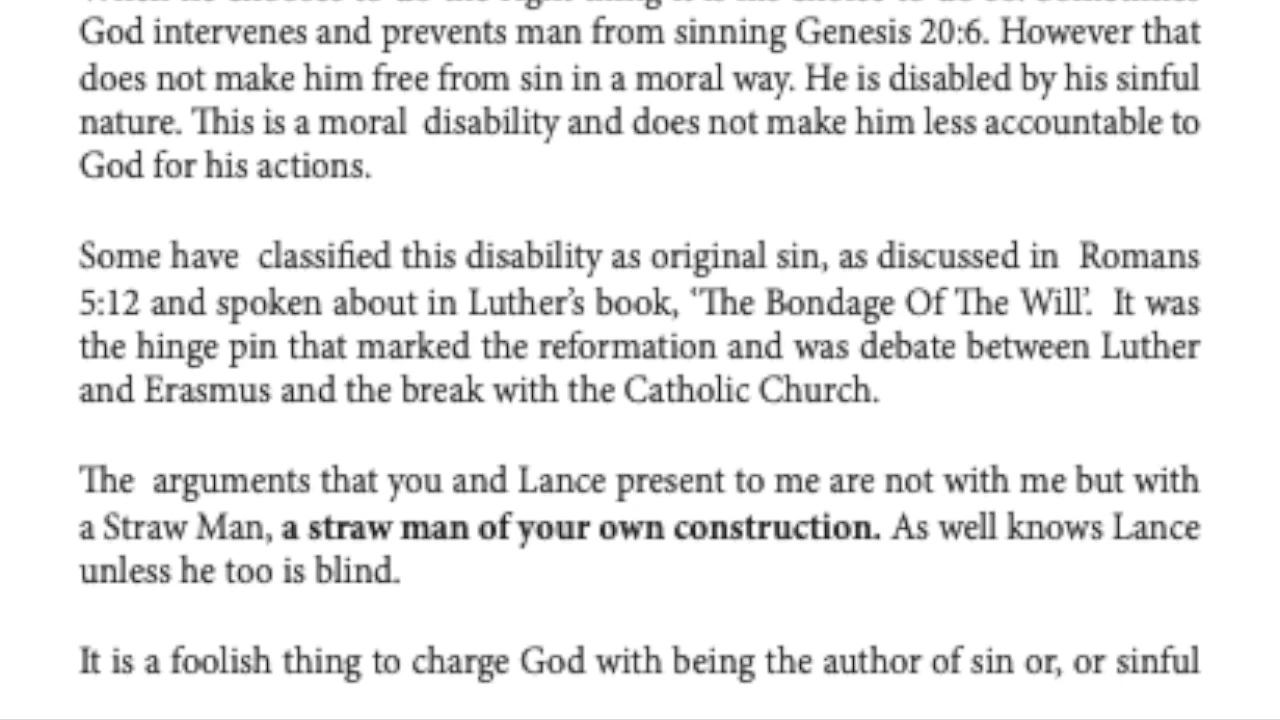 God intervenes and prevents man from sinning Genesis 20:6. However that
does not make him free from sin in a moral way. He is disabled by his sinful
nature. This is a moral  disability and does not make him less accountable to
God for his actions.
Some have  classified this disability as original sin, as discussed in  Romans
5:12 and spoken about in Luther’s book, ‘The Bondage Of The Will’.  It was
the hinge pin that marked the reformation and was debate between Luther
and Erasmus and the break with the Catholic Church.
The  arguments that you and Lance present to me are not with me but with
a Straw Man, a straw man of your own construction. As well knows Lance
unless he too is blind.
It is a foolish thing to charge God with being the author of sin or, or sinful